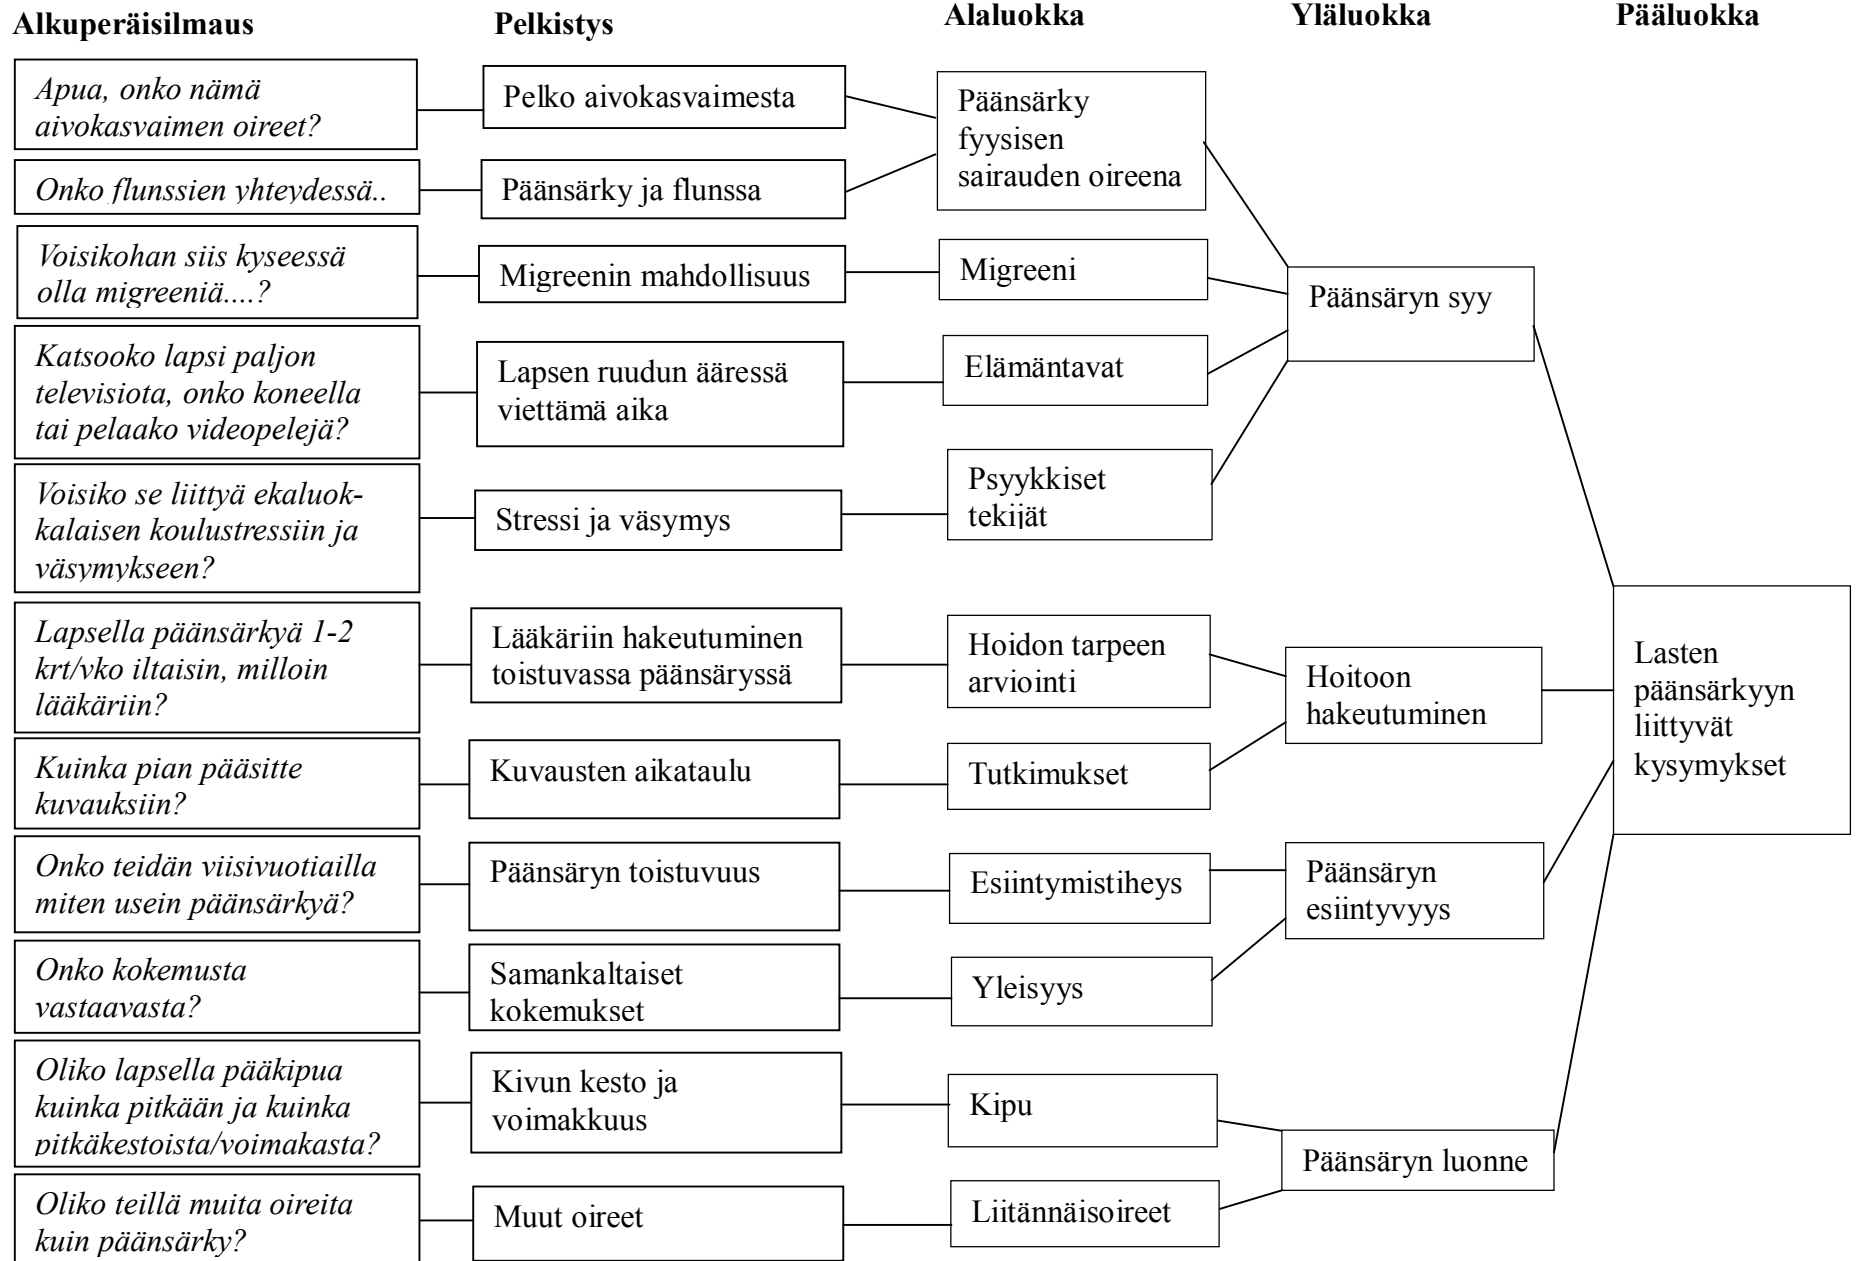 Alkuperäisilmaus
Pelkistys
Alaluokka
Yläluokka
Pääluokka
Apua, onko nämä
aivokasvaimen oireet?
Onko flunssien yhteydessä..
Voisikohan siis kyseessä
olla migreeniä....?
Katsooko lapsi paljon
televisiota, onko koneella
tai pelaako videopelejä?
Voisiko se liittyä ekaluok-
kalaisen koulustressiin ja
väsymykseen?
Lapsella päänsärkyä 1-2
krt/vko iltaisin, milloin
lääkäriin?
Kuinka pian pääsitte
kuvauksiin?
Onko teidän viisivuotiailla
miten usein päänsärkyä?
Onko kokemusta
vastaavasta?
Oliko lapsella pääkipua
kuinka pitkään ja kuinka
pitkäkestoista/voimakasta?
Oliko teillä muita oireita
kuin päänsärky?
Pelko aivokasvaimesta
Päänsärky ja flunssa
Migreenin mahdollisuus
Lapsen ruudun ääressä
viettämä aika
Stressi ja väsymys
Lääkäriin hakeutuminen
toistuvassa päänsäryssä
Kuvausten aikataulu
Päänsäryn toistuvuus
Samankaltaiset
kokemukset
Kivun kesto ja
voimakkuus
Muut oireet
Päänsärky
fyysisen
sairauden oireena
Migreeni
Elämäntavat
Psyykkiset
tekijät
Hoidon tarpeen
arviointi
Tutkimukset
Esiintymistiheys
Yleisyys
Kipu
Liitännäisoireet
Päänsäryn syy
Hoitoon
hakeutuminen
Päänsäryn
esiintyvyys
Päänsäryn luonne
Lasten
päänsärkyyn
liittyvät
kysymykset